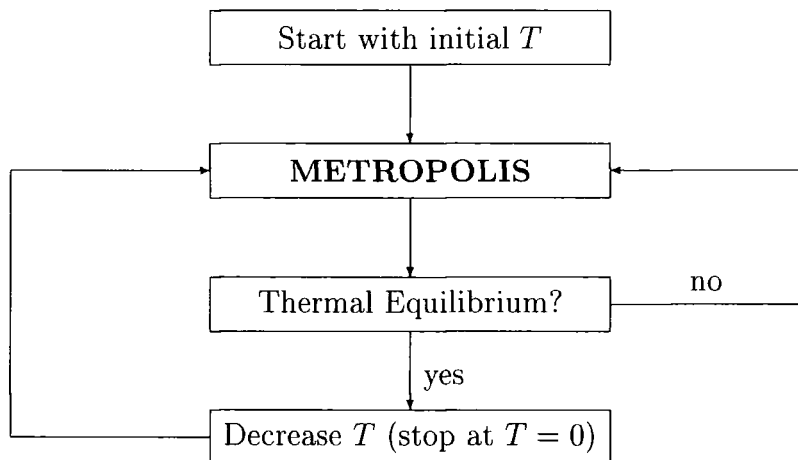 Start with initial T
METROPOLIS
Thermal Equilibrium?
no
yes
Decrease T (stop at T = 0)